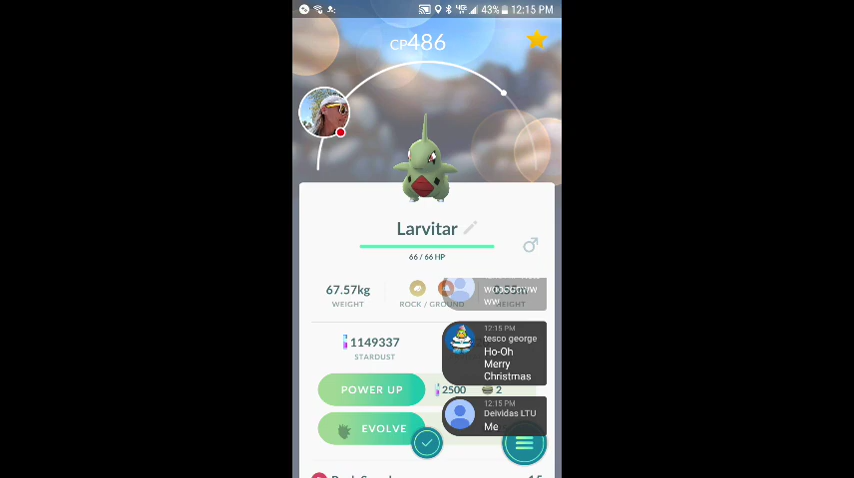 43% 12:15 PM
CP486
Larvitar
66 / 66 HP
67.57kg
WEIGHT
ROCK / GROUND
HEIGHT
1149337
STARDUST
12:15 PM
tesco george
Ho-Oh
Merry
Christmas
POWER UP
2500
2
12:15 PM
Deividas LTU
Me
EVOLVE